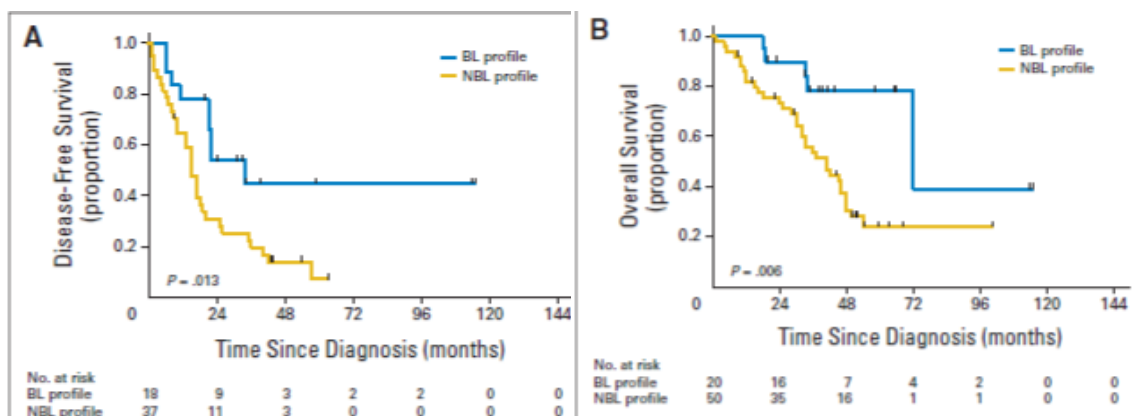 A
Disease-Free Survival
(proportion)
1.0
0.8
0.6
0.4
0.2
BL profile
NBL profile
P = .013
0 24 48 72 96 120 144
Time Since Diagnosis (months)
No. at risk
BL profile 18 9 3 2 2 0 0
NBL profile 37 11 3 0 0 0 0
B
Overall Survival
(proportion)
1.0
0.8
0.6
0.4
0.2
BL profile
NBL profile
P = .006
0 24 48 72 96 120 144
Time Since Diagnosis (months)
No. at risk
BL profile 20 16 7 4 2 0 0
NBL profile 50 35 16 1 1 0 0